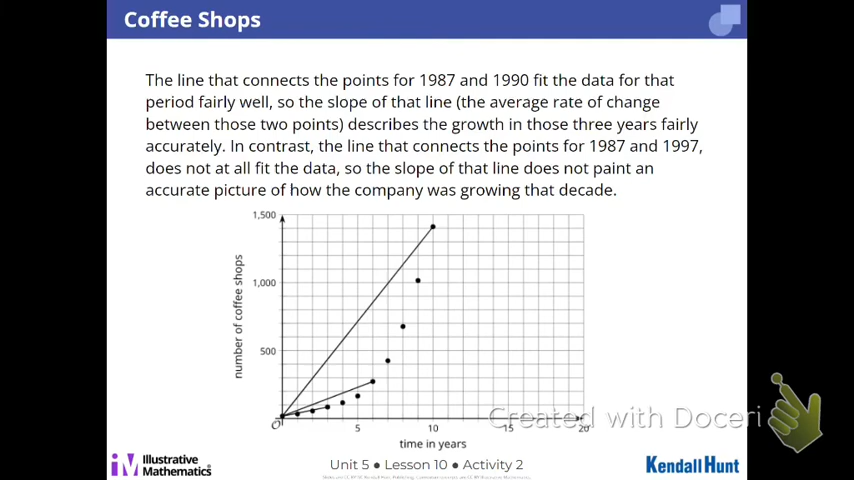 Coffee Shops
The line that connects the points for 1987 and 1990 fit the data for that
period fairly well, so the slope of that line (the average rate of change
between those two points) describes the growth in those three years fairly
accurately. In contrast, the line that connects the points for 1987 and 1997,
does not at all fit the data, so the slope of that line does not paint an
accurate picture of how the company was growing that decade.
1,500
1,000
500
number of coffee shops
O
5
10
15
20
time in years
Created with Doceri
Illustrative
Mathematics®
Unit 5 ● Lesson 10 ● Activity 2
Kendall Hunt